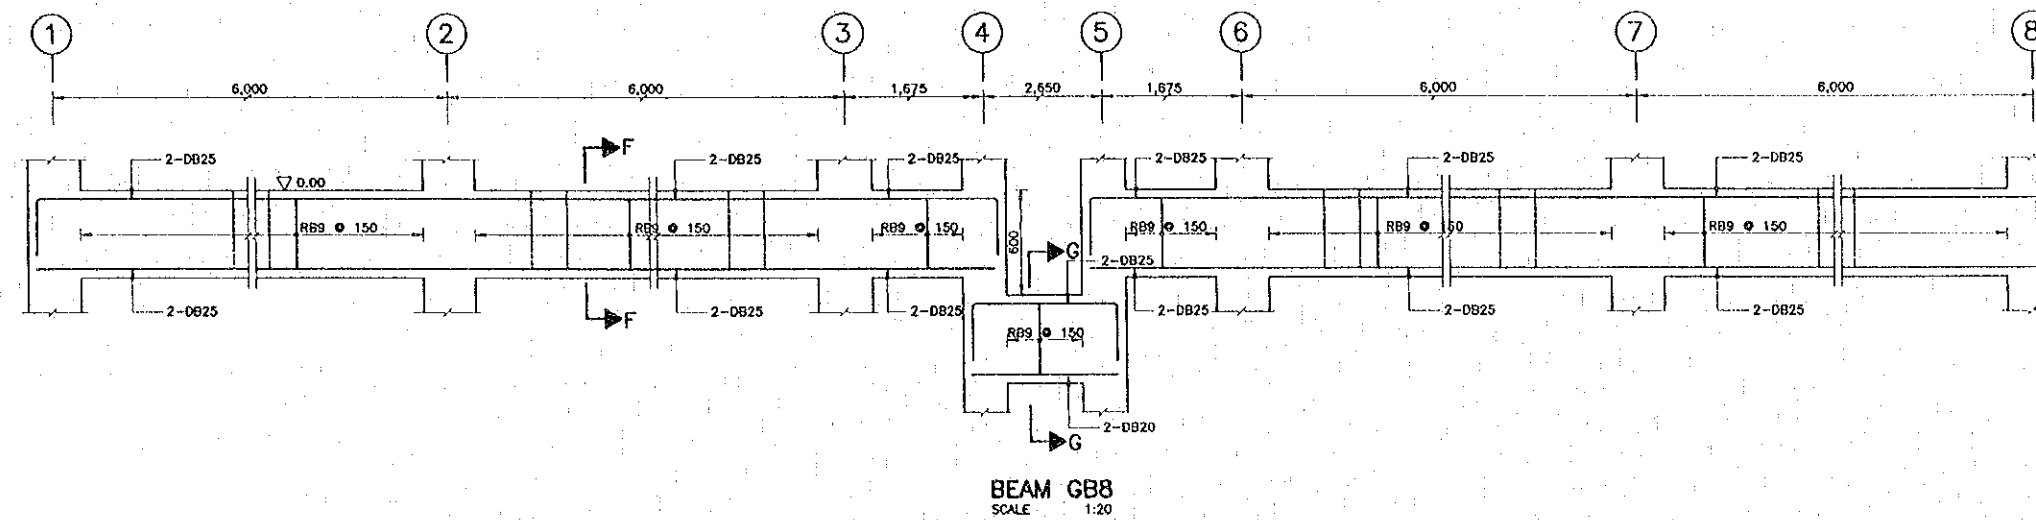 1 2 3 4 5 6 7 8
6,000 6,000 1,675 2,650 1,675 6,000 6,000
F
2-DB25 2-DB25 2-DB25 2-DB25 2-DB25 2-DB25
0.00
RB9 @ 150 RB9 @ 150 RB9 @ 150 RB9 @ 150 RB9 @ 150 RB9 @ 150
600
G
2-DB25
2-DB25 2-DB25 2-DB25 2-DB25 2-DB25 2-DB25
F
RB9 @ 150
2-DB20
G
BEAM GB8
SCALE 1:20